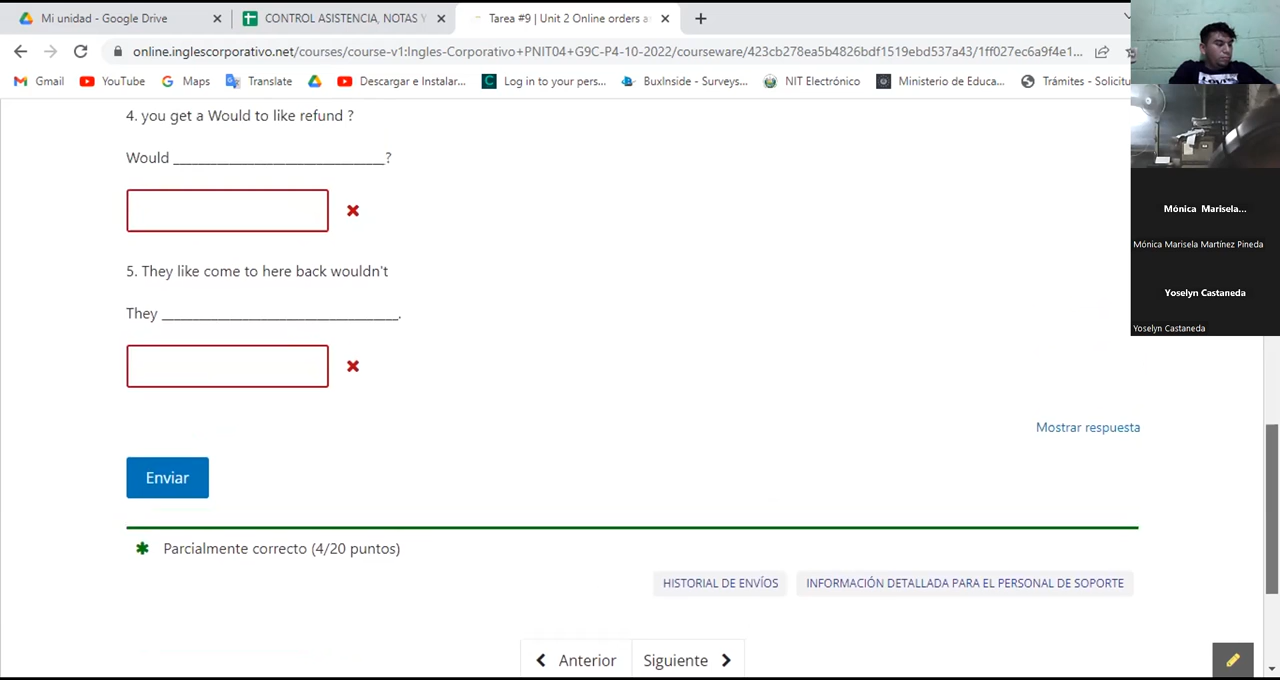 Mi unidad - Google Drive
CONTROL ASISTENCIA, NOTAS Y
Tarea #9 | Unit 2 Online orders a
online.inglescorporativo.net/courses/course-v1:Ingles-Corporativo+PNIT04+G9C-P4-10-2022/courseware/423cb278ea5b4826bdf1519ebd537a43/1ff027ec6a9f4e1...
Gmail
YouTube
Maps
Translate
Descargar e Instalar...
Log in to your pers...
BuxInside - Surveys...
NIT Electrónico
Ministerio de Educa...
Trámites - Solicitu
4. you get a Would to like refund ?
Would ______________________________?
5. They like come to here back wouldn't
They __________________________________.
Mostrar respuesta
Enviar
Parcialmente correcto (4/20 puntos)
HISTORIAL DE ENVÍOS
INFORMACIÓN DETALLADA PARA EL PERSONAL DE SOPORTE
Anterior
Siguiente
Mónica Marisela...
Mónica Marisela Martínez Pineda
Yoselyn Castaneda
Yoselyn Castaneda